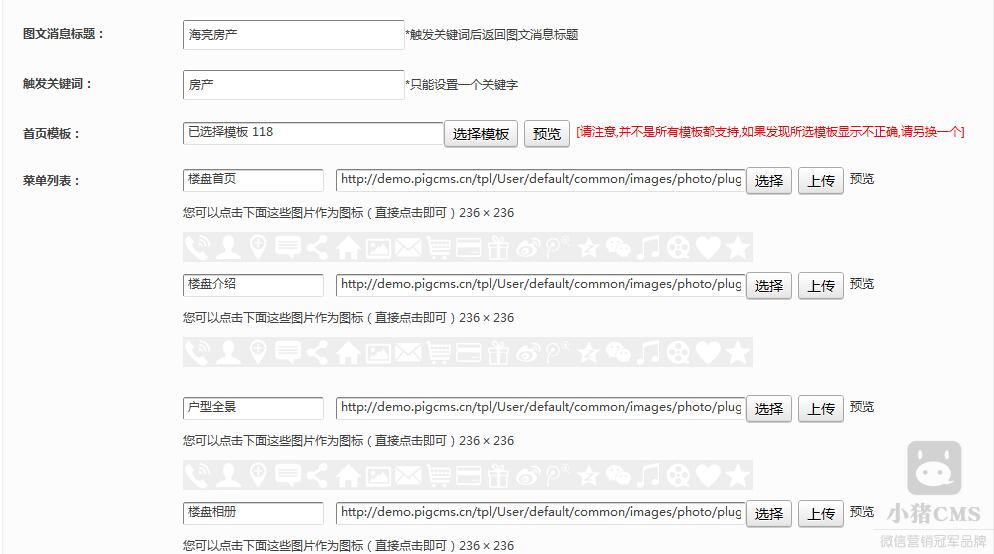 图文消息标题： 海亮房产 *触发关键词后返回图文消息标题
触发关键词： 房产 *只能设置一个关键字
首页模板： 已选择模板 118 选择模板 预览 [请注意,并不是所有模板都支持,如果发现所选模板显示不正确,请另换一个]
菜单列表： 楼盘首页 http://demo.pigcms.cn/tpl/User/default/common/images/photo/plug 选择 上传 预览
您可以点击下面这些图片作为图标（直接点击即可）236×236
楼盘介绍 http://demo.pigcms.cn/tpl/User/default/common/images/photo/plug 选择 上传 预览
您可以点击下面这些图片作为图标（直接点击即可）236×236
户型全景 http://demo.pigcms.cn/tpl/User/default/common/images/photo/plug 选择 上传 预览
您可以点击下面这些图片作为图标（直接点击即可）236×236
楼盘相册 http://demo.pigcms.cn/tpl/User/default/common/images/photo/plug 选择 上传 预览
您可以点击下面这些图片作为图标（直接点击即可）236×236
小猪CMS
微信营销冠军品牌